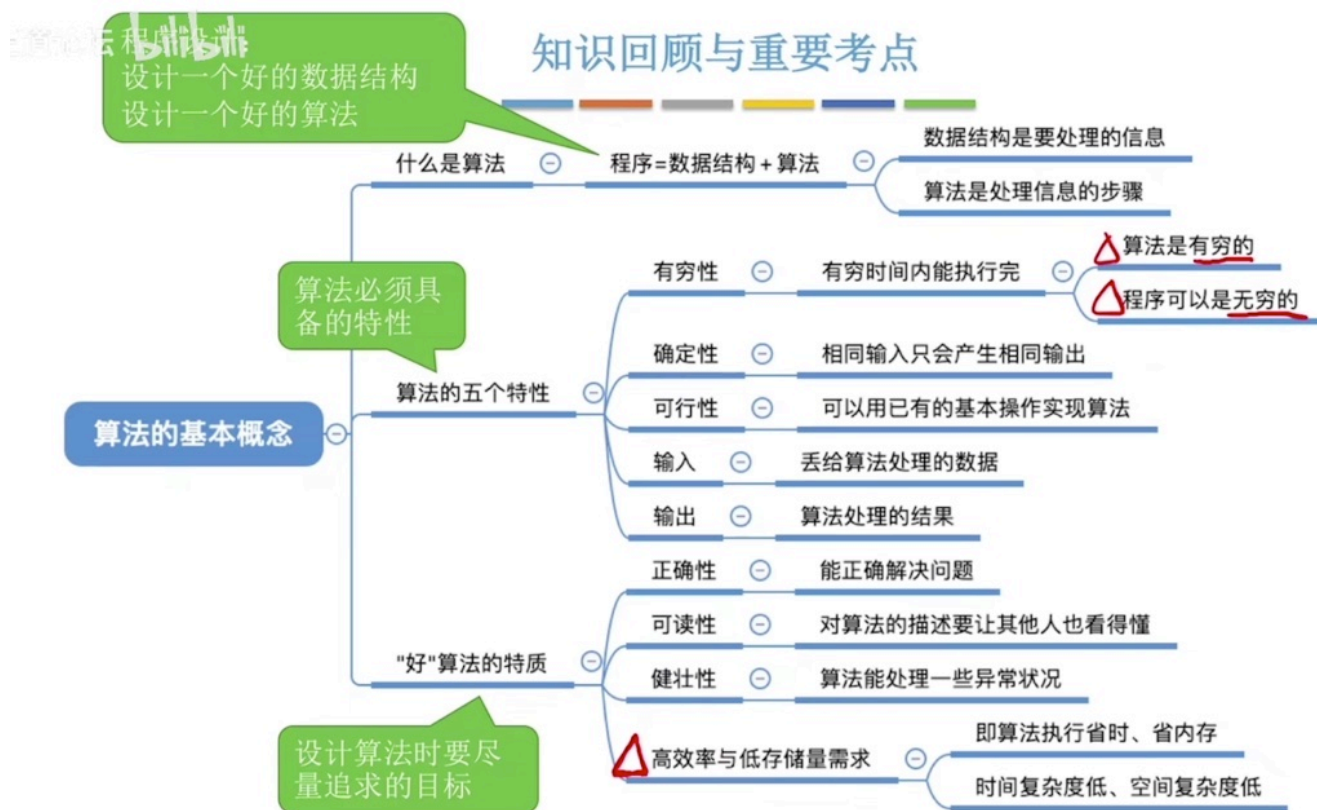 bilibili
程序设计:
设计一个好的数据结构
设计一个好的算法
知识回顾与重要考点
什么是算法
程序=数据结构+算法
数据结构是要处理的信息
算法是处理信息的步骤
算法必须具
备的特性
算法的基本概念
算法的五个特性
有穷性
有穷时间内能执行完
算法是有穷的
程序可以是无穷的
确定性
相同输入只会产生相同输出
可行性
可以用已有的基本操作实现算法
输入
丢给算法处理的数据
输出
算法处理的结果
"好"算法的特质
正确性
能正确解决问题
可读性
对算法的描述要让其他人也看得懂
健壮性
算法能处理一些异常状况
高效率与低存储量需求
即算法执行省时、省内存
时间复杂度低、空间复杂度低
设计算法时要尽
量追求的目标